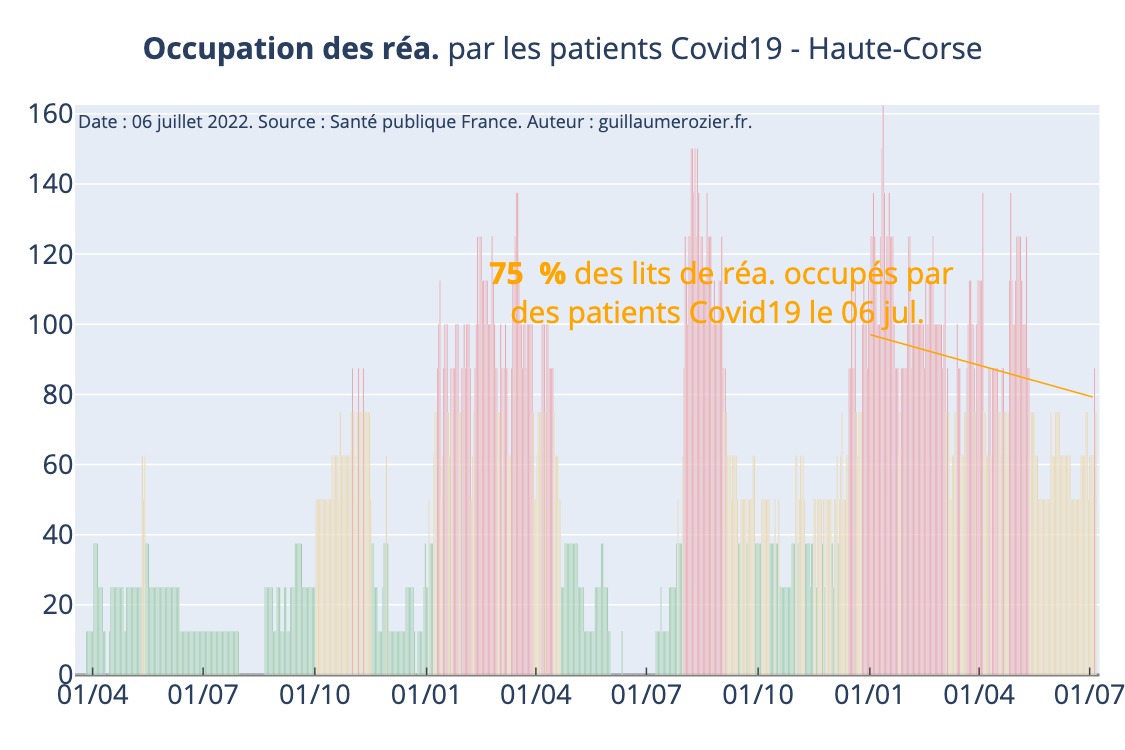 Occupation des réa. par les patients Covid19 - Haute-Corse
160
Date : 06 juillet 2022. Source : Santé publique France. Auteur : guillaumerozier.fr.
140
120
75 % des lits de réa. occupés par
des patients Covid19 le 06 jul.
100
80
60
40
20
0
01/04 01/07 01/10 01/01 01/04 01/07 01/10 01/01 01/04 01/07